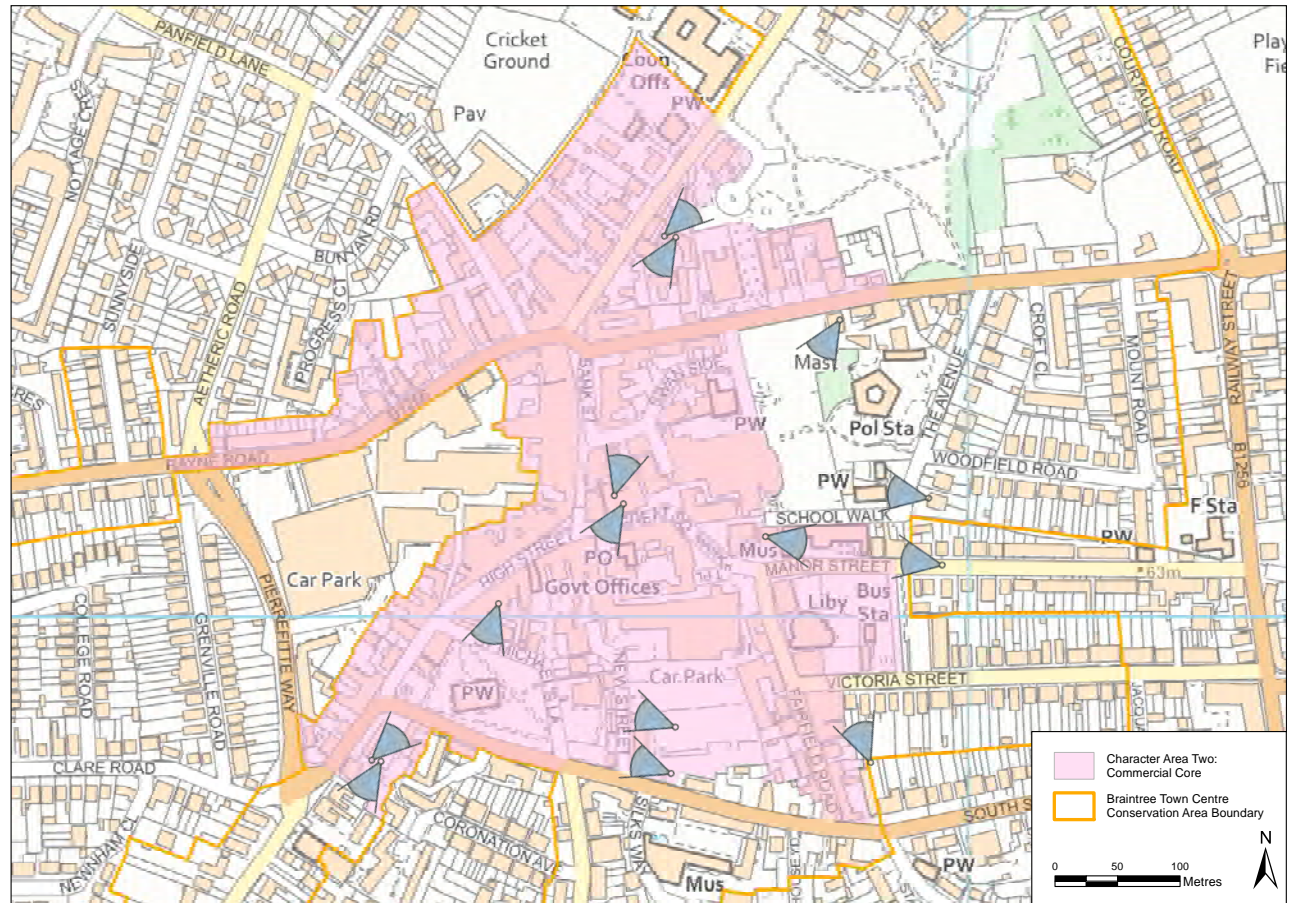 PANFIELD LANE
Cricket
Ground
Coun
Offs
PW
Play
Fie
COURTAULD ROAD
NOTTAGE CRES
Pav
SUNNYSIDE
BUNYAN RD
AETHERIC ROAD
PROGRESS CT
BANK ST
SWAN SIDE
Mast
Pol Sta
THE AVENUE
CROFT CL
MOUNT ROAD
RAILWAY STREET
B1256
RAYNE ROAD
PW
WOODFIELD ROAD
PW
SCHOOL WALK
F Sta
PW
Mus
MANOR STREET
63m
HIGH STREET
PO
Govt Offices
Car Park
PIERREFITTE WAY
COLLEGE ROAD
GRENVILLE ROAD
Liby
Bus
Sta
PW
NEW STREET
Car Park
VICTORIA STREET
FAIRFIELD ROAD
CLARE ROAD
SOUTH S
CORONATION AVE
NEWNHAM CL
SILKS WAY
Mus
PW
Character Area Two:
Commercial Core
Braintree Town Centre
Conservation Area Boundary
N
0 50 100
Metres